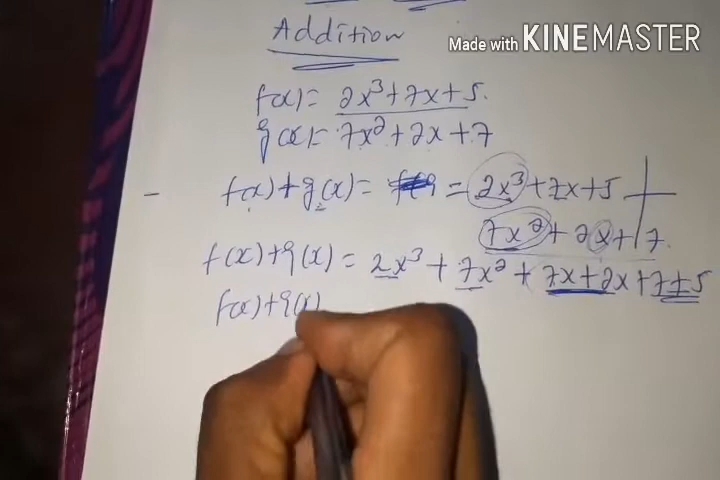 Addition
Made with KINEMASTER
f(x) = 2x³+7x+5.
g(x) = 7x²+2x+7
- f(x)+g(x) = = 2x³+7x+5 +
7x²+2x+7.
f(x)+g(x) = 2x³ + 7x² + 7x+2x+7+5
f(x)+g(x)